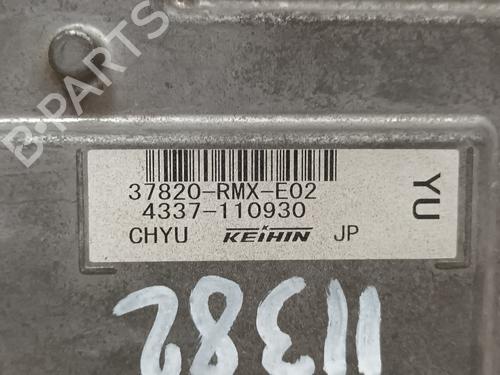 B-PARTS
37820-RMX-E02
4337-110930
CHYU KEIHIN JP
YU
11382